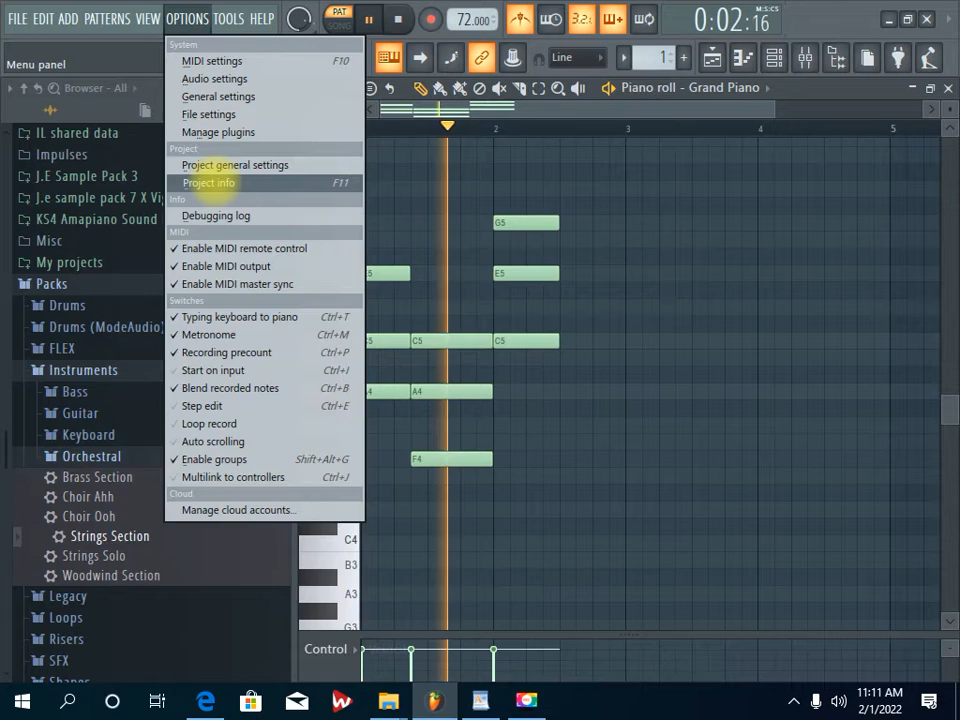 FILE EDIT ADD PATTERNS VIEW OPTIONS TOOLS HELP
PAT
SONG
72.000
3.2.
0:02:16
M:S:CS
Menu panel
Line
1
Browser - All
Piano roll - Grand Piano
IL shared data
Impulses
J.E Sample Pack 3
J.e sample pack 7 X Vi
KS4 Amapiano Sound
Misc
My projects
Packs
Drums
Drums (ModeAudio)
FLEX
Instruments
Bass
Guitar
Keyboard
Orchestral
Brass Section
Choir Ahh
Choir Ooh
Strings Section
Strings Solo
Woodwind Section
Legacy
Loops
Risers
SFX
System
MIDI settings F10
Audio settings
General settings
File settings
Manage plugins
Project
Project general settings
Project info F11
Info
Debugging log
MIDI
Enable MIDI remote control
Enable MIDI output
Enable MIDI master sync
Switches
Typing keyboard to piano Ctrl+T
Metronome Ctrl+M
Recording precount Ctrl+P
Start on input Ctrl+I
Blend recorded notes Ctrl+B
Step edit Ctrl+E
Loop record
Auto scrolling
Enable groups Shift+Alt+G
Multilink to controllers Ctrl+J
Cloud
Manage cloud accounts...
2 3 4 5
G5
E5
C5 C5
A4
F4
C4
B3
A3
G3
Control
11:11 AM
2/1/2022